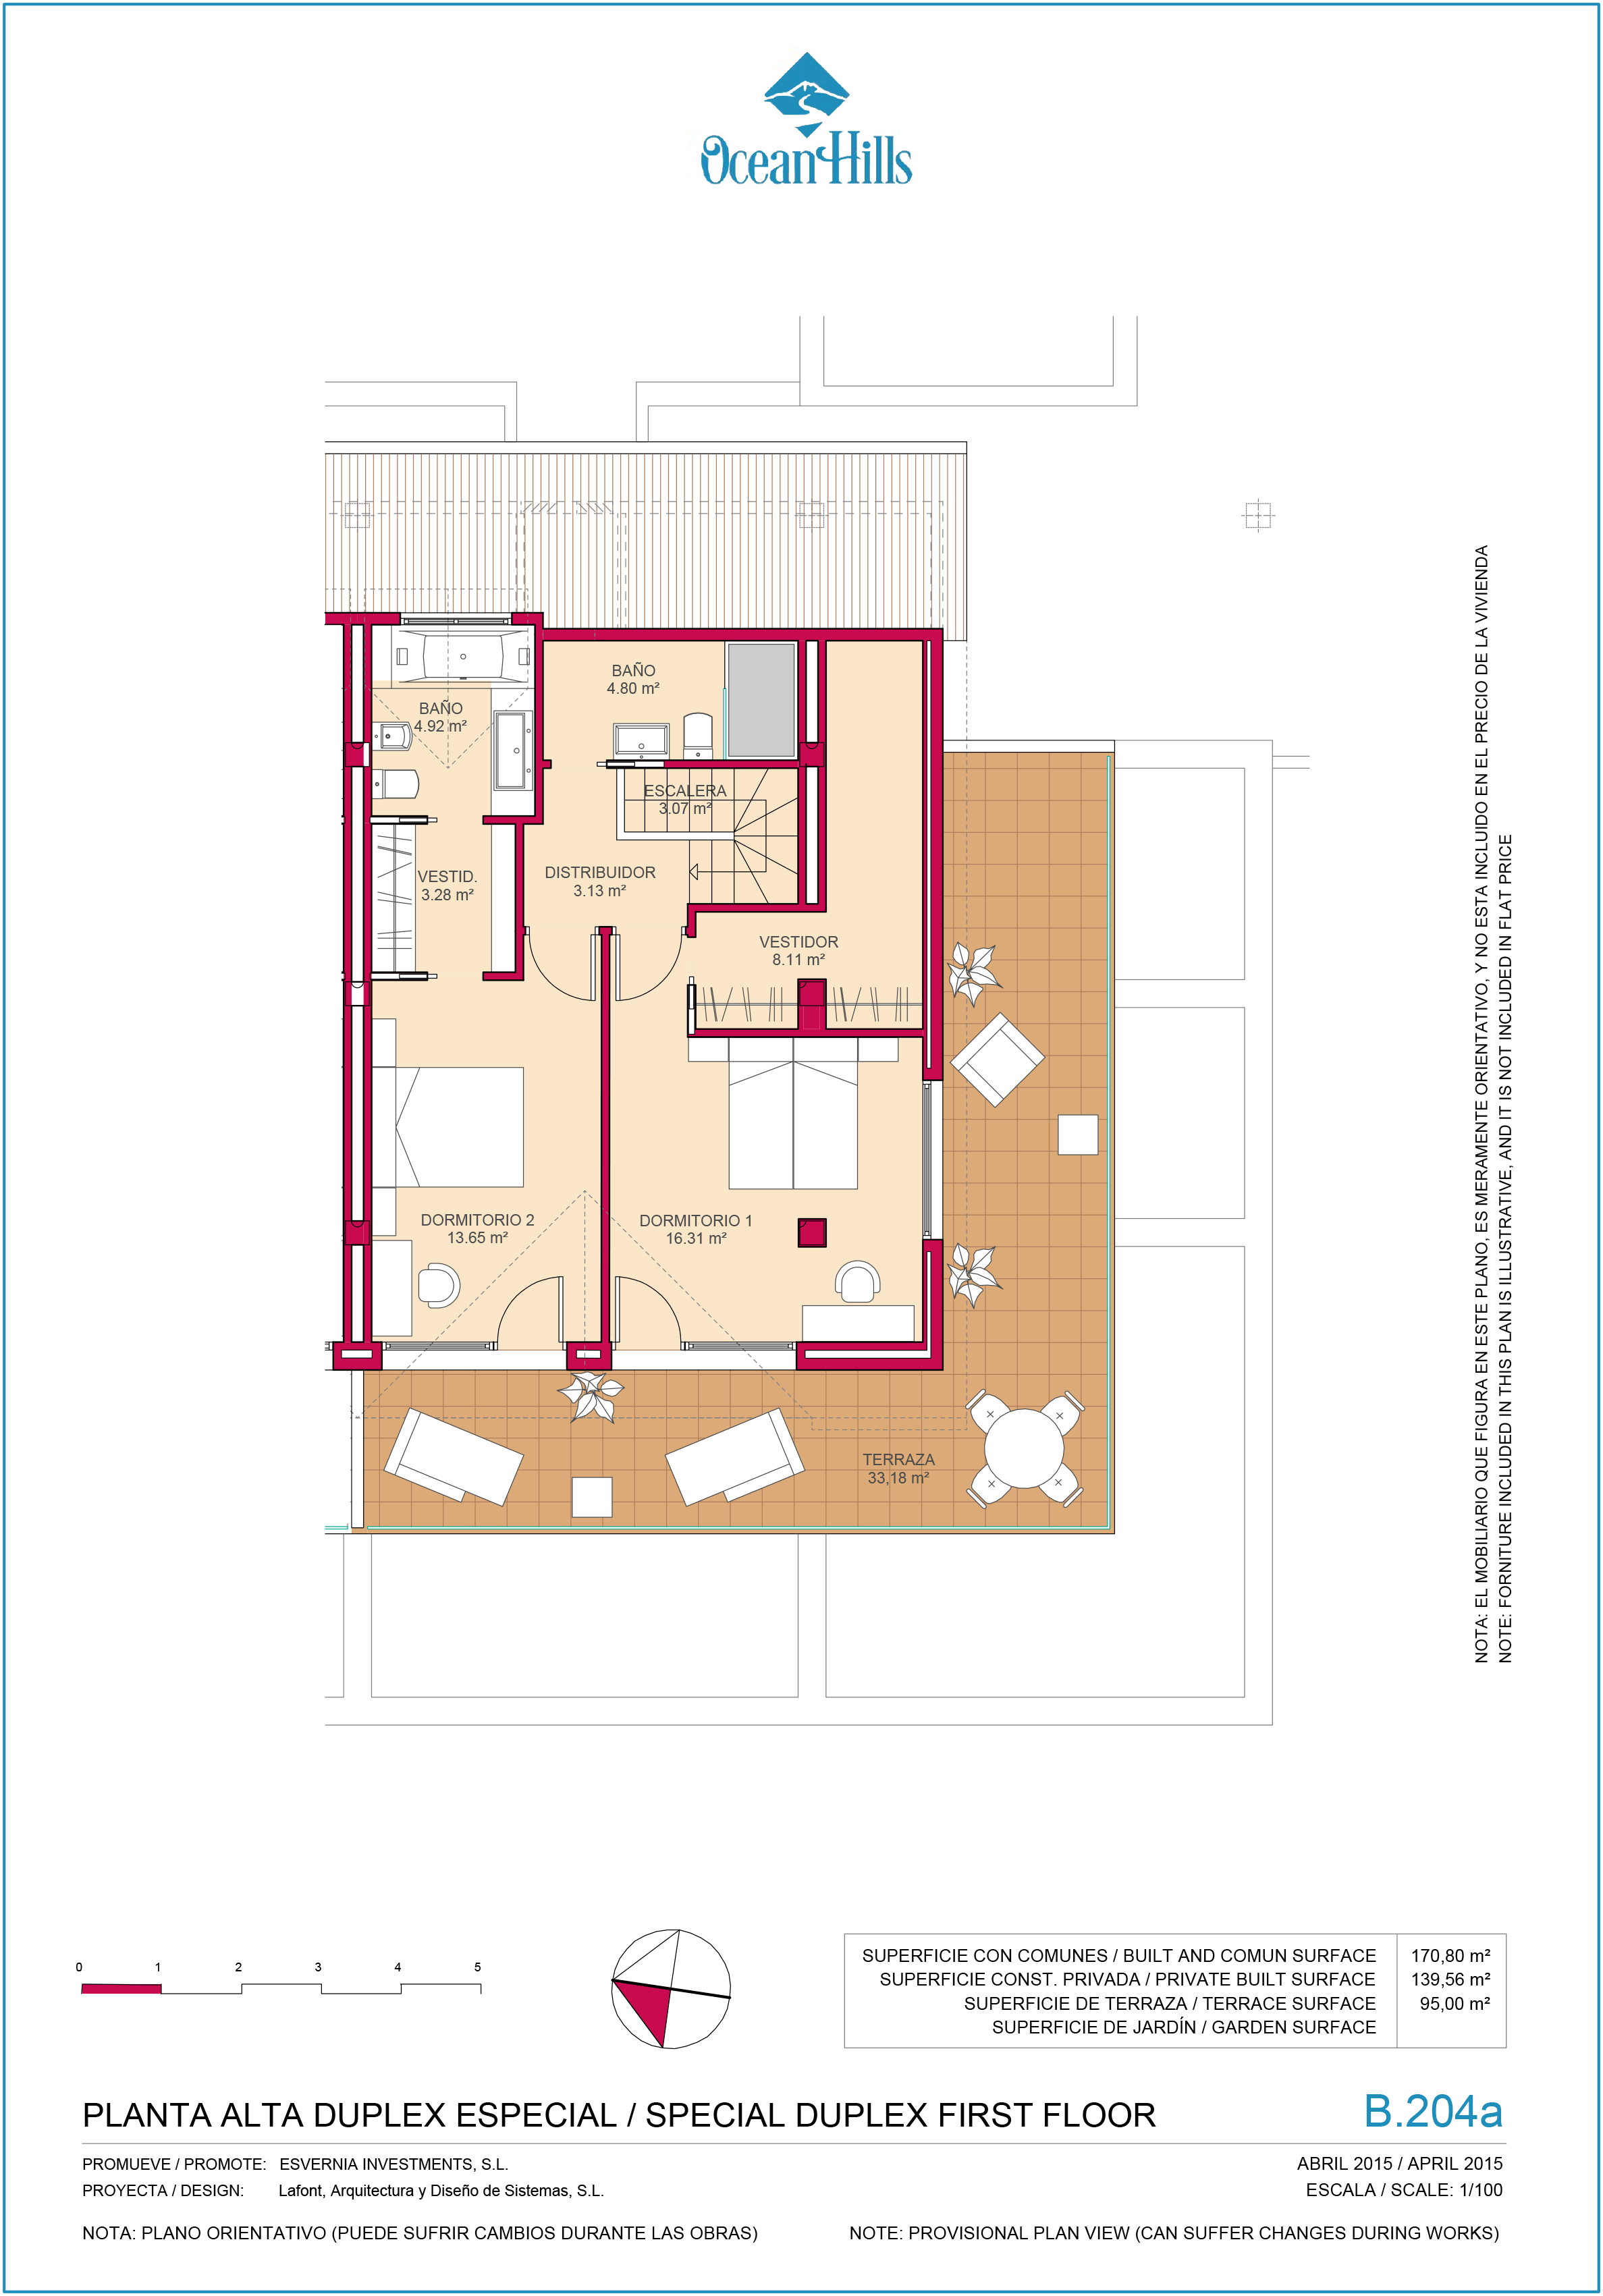 Ocean Hills
BAÑO
4.80 m²
BAÑO
4.92 m²
ESCALERA
3.07 m²
VESTID.
3.28 m²
DISTRIBUIDOR
3.13 m²
VESTIDOR
8.11 m²
DORMITORIO 2
13.65 m²
DORMITORIO 1
16.31 m²
TERRAZA
33,18 m²
NOTA: EL MOBILIARIO QUE FIGURA EN ESTE PLANO, ES MERAMENTE ORIENTATIVO, Y NO ESTA INCLUIDO EN EL PRECIO DE LA VIVIENDA
NOTE: FORNITURE INCLUDED IN THIS PLAN IS ILLUSTRATIVE, AND IT IS NOT INCLUDED IN FLAT PRICE
0 1 2 3 4 5
SUPERFICIE CON COMUNES / BUILT AND COMUN SURFACE 170,80 m²
SUPERFICIE CONST. PRIVADA / PRIVATE BUILT SURFACE 139,56 m²
SUPERFICIE DE TERRAZA / TERRACE SURFACE 95,00 m²
SUPERFICIE DE JARDÍN / GARDEN SURFACE
PLANTA ALTA DUPLEX ESPECIAL / SPECIAL DUPLEX FIRST FLOOR B.204a
PROMUEVE / PROMOTE: ESVERNIA INVESTMENTS, S.L. ABRIL 2015 / APRIL 2015
PROYECTA / DESIGN: Lafont, Arquitectura y Diseño de Sistemas, S.L. ESCALA / SCALE: 1/100
NOTA: PLANO ORIENTATIVO (PUEDE SUFRIR CAMBIOS DURANTE LAS OBRAS) NOTE: PROVISIONAL PLAN VIEW (CAN SUFFER CHANGES DURING WORKS)